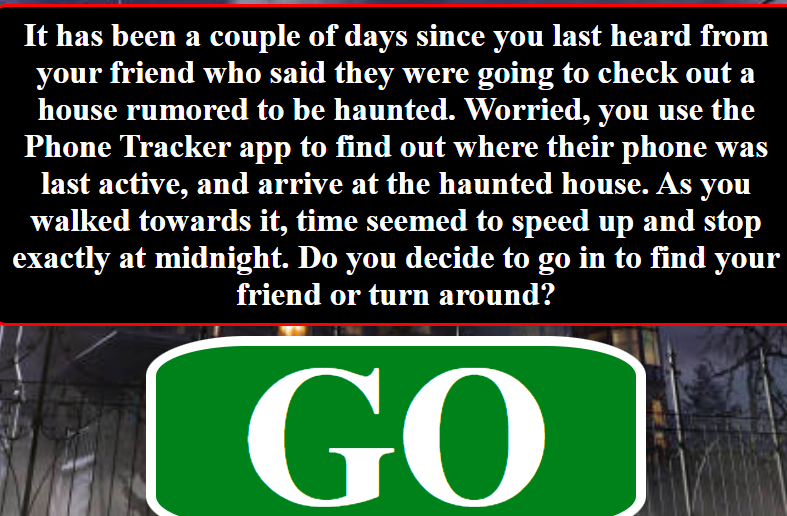 It has been a couple of days since you last heard from
your friend who said they were going to check out a
house rumored to be haunted. Worried, you use the
Phone Tracker app to find out where their phone was
last active, and arrive at the haunted house. As you
walked towards it, time seemed to speed up and stop
exactly at midnight. Do you decide to go in to find your
friend or turn around?
GO